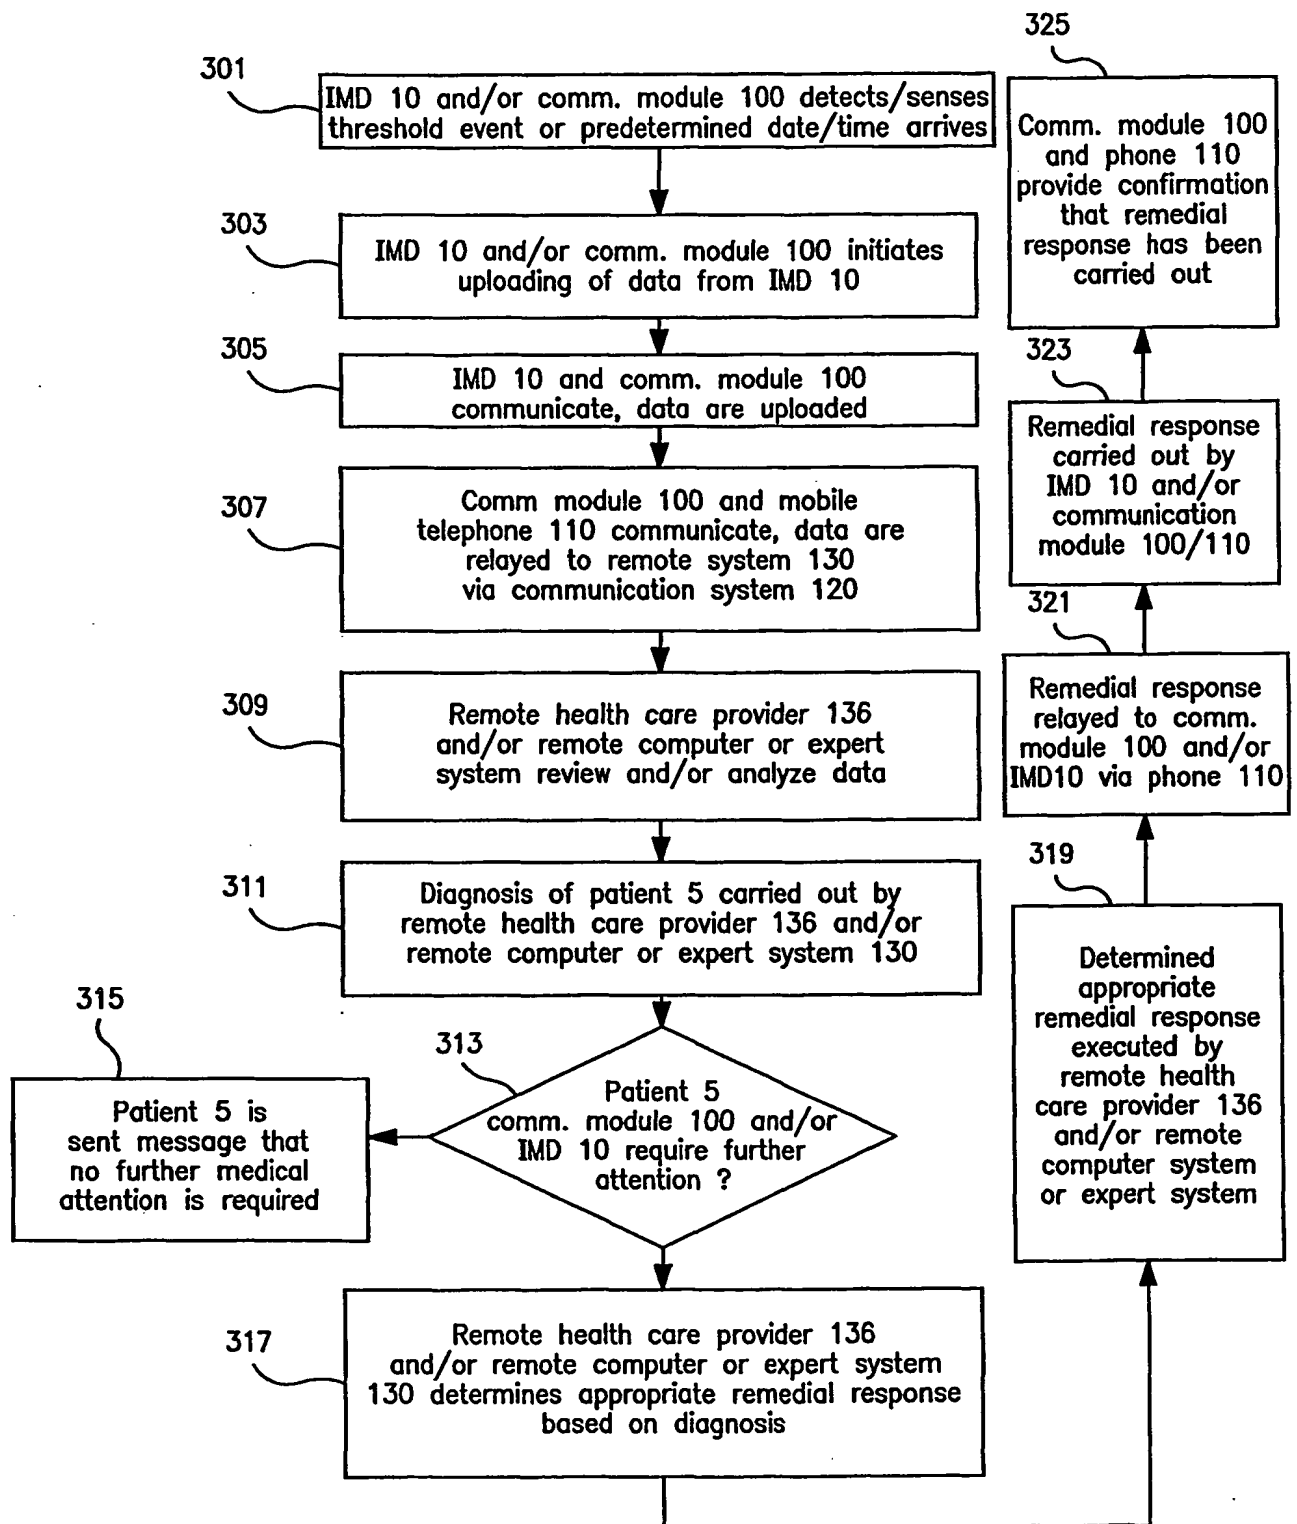 301
IMD 10 and/or comm. module 100 detects/senses
threshold event or predetermined date/time arrives
303
IMD 10 and/or comm. module 100 initiates
uploading of data from IMD 10
305
IMD 10 and comm. module 100
communicate, data are uploaded
307
Comm module 100 and mobile
telephone 110 communicate, data are
relayed to remote system 130
via communication system 120
309
Remote health care provider 136
and/or remote computer or expert
system review and/or analyze data
311
Diagnosis of patient 5 carried out by
remote health care provider 136 and/or
remote computer or expert system 130
313
Patient 5
comm. module 100 and/or
IMD 10 require further
attention ?
315
Patient 5 is
sent message that
no further medical
attention is required
317
Remote health care provider 136
and/or remote computer or expert system
130 determines appropriate remedial response
based on diagnosis
319
Determined
appropriate
remedial response
executed by
remote health
care provider 136
and/or remote
computer system
or expert system
321
Remedial response
relayed to comm.
module 100 and/or
IMD10 via phone 110
323
Remedial response
carried out by
IMD 10 and/or
communication
module 100/110
325
Comm. module 100
and phone 110
provide confirmation
that remedial
response has been
carried out